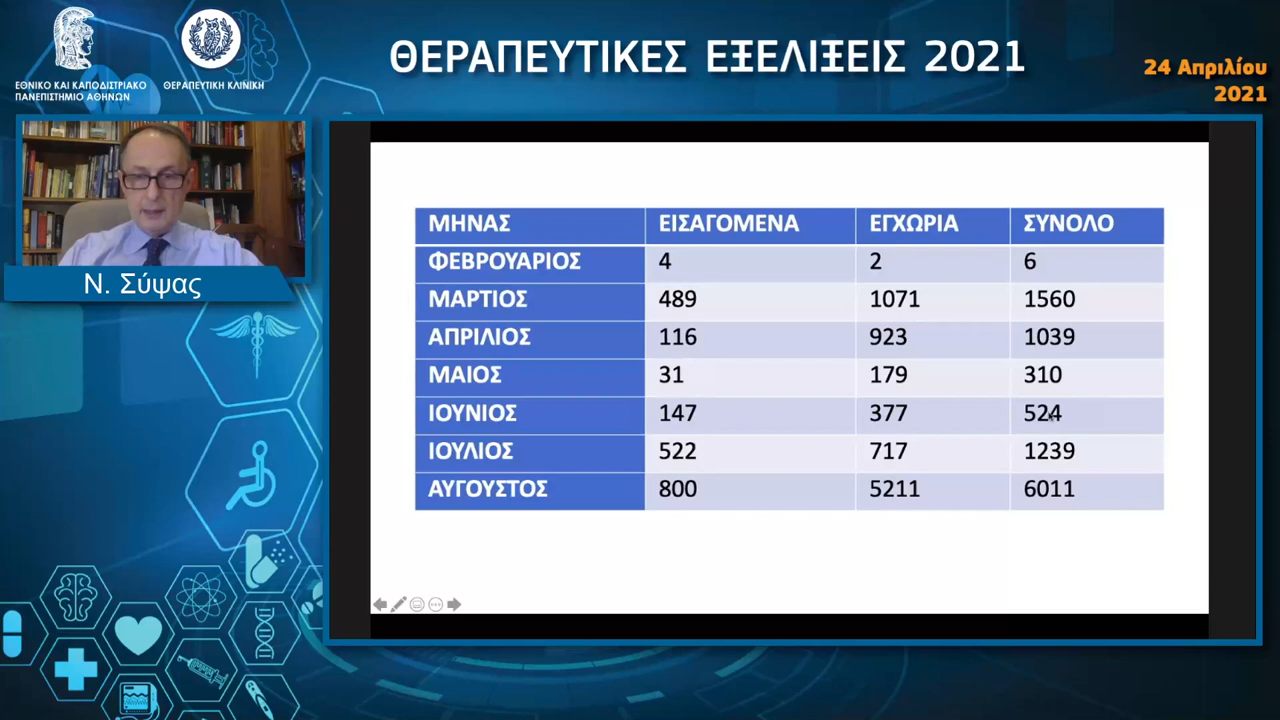 ΘΕΡΑΠΕΥΤΙΚΕΣ ΕΞΕΛΙΞΕΙΣ 2021
24 Απριλίου
2021
ΕΘΝΙΚΟ ΚΑΙ ΚΑΠΟΔΙΣΤΡΙΑΚΟ
ΠΑΝΕΠΙΣΤΗΜΙΟ ΑΘΗΝΩΝ
ΘΕΡΑΠΕΥΤΙΚΗ ΚΛΙΝΙΚΗ
Ν. Σύψας
ΜΗΝΑΣ ΕΙΣΑΓΟΜΕΝΑ ΕΓΧΩΡΙΑ ΣΥΝΟΛΟ
ΦΕΒΡΟΥΑΡΙΟΣ 4 2 6
ΜΑΡΤΙΟΣ 489 1071 1560
ΑΠΡΙΛΙΟΣ 116 923 1039
ΜΑΙΟΣ 31 179 310
ΙΟΥΝΙΟΣ 147 377 524
ΙΟΥΛΙΟΣ 522 717 1239
ΑΥΓΟΥΣΤΟΣ 800 5211 6011